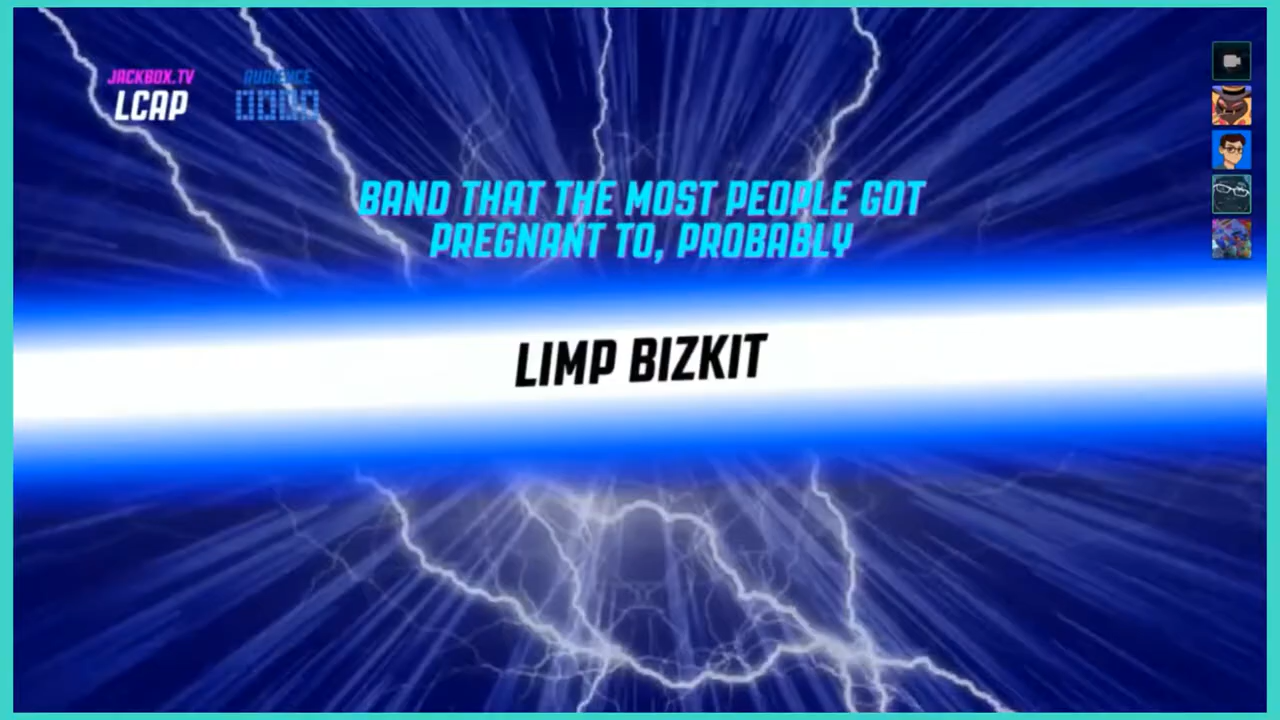 JACKBOX.TV
LCAP
AUDIENCE
BAND THAT THE MOST PEOPLE GOT
PREGNANT TO, PROBABLY
LIMP BIZKIT